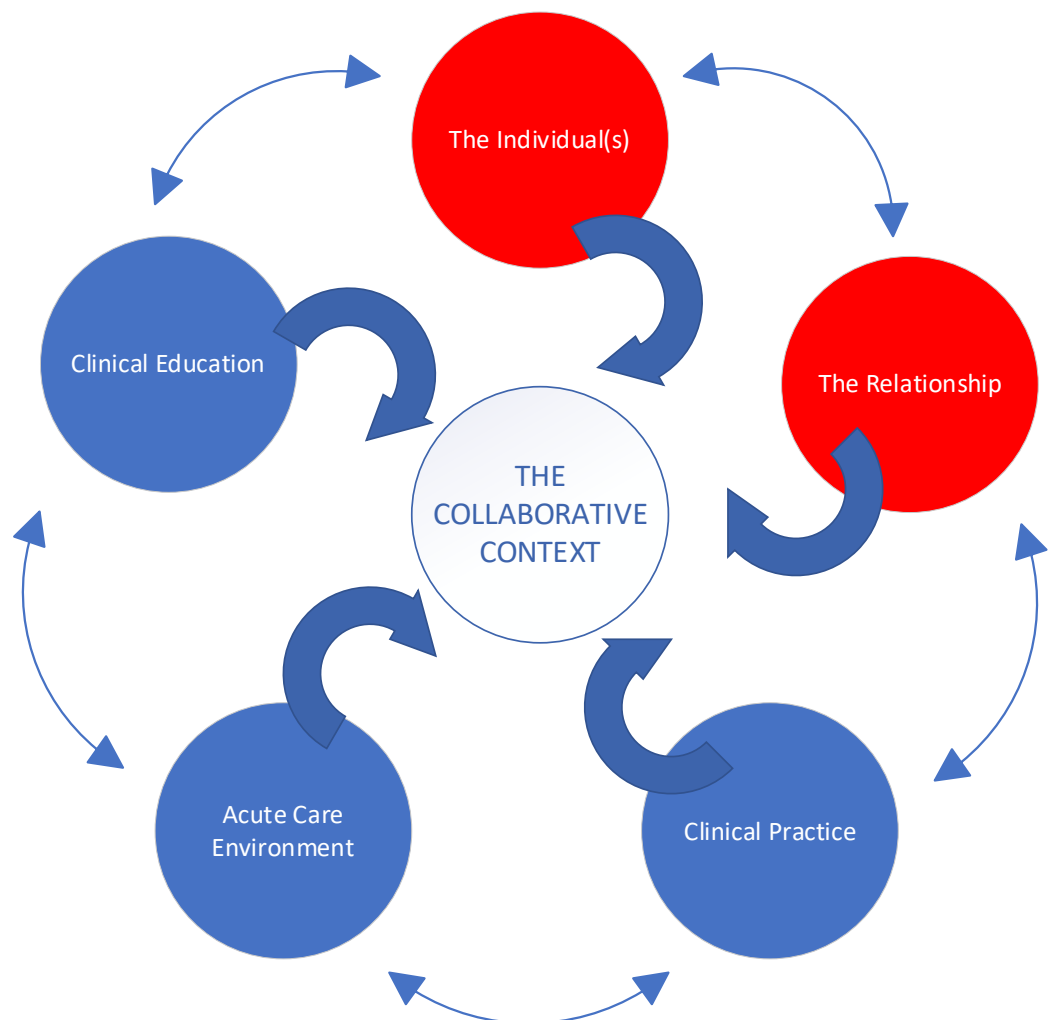 The Individual(s)
Clinical Education
The Relationship
THE
COLLABORATIVE
CONTEXT
Acute Care
Environment
Clinical Practice